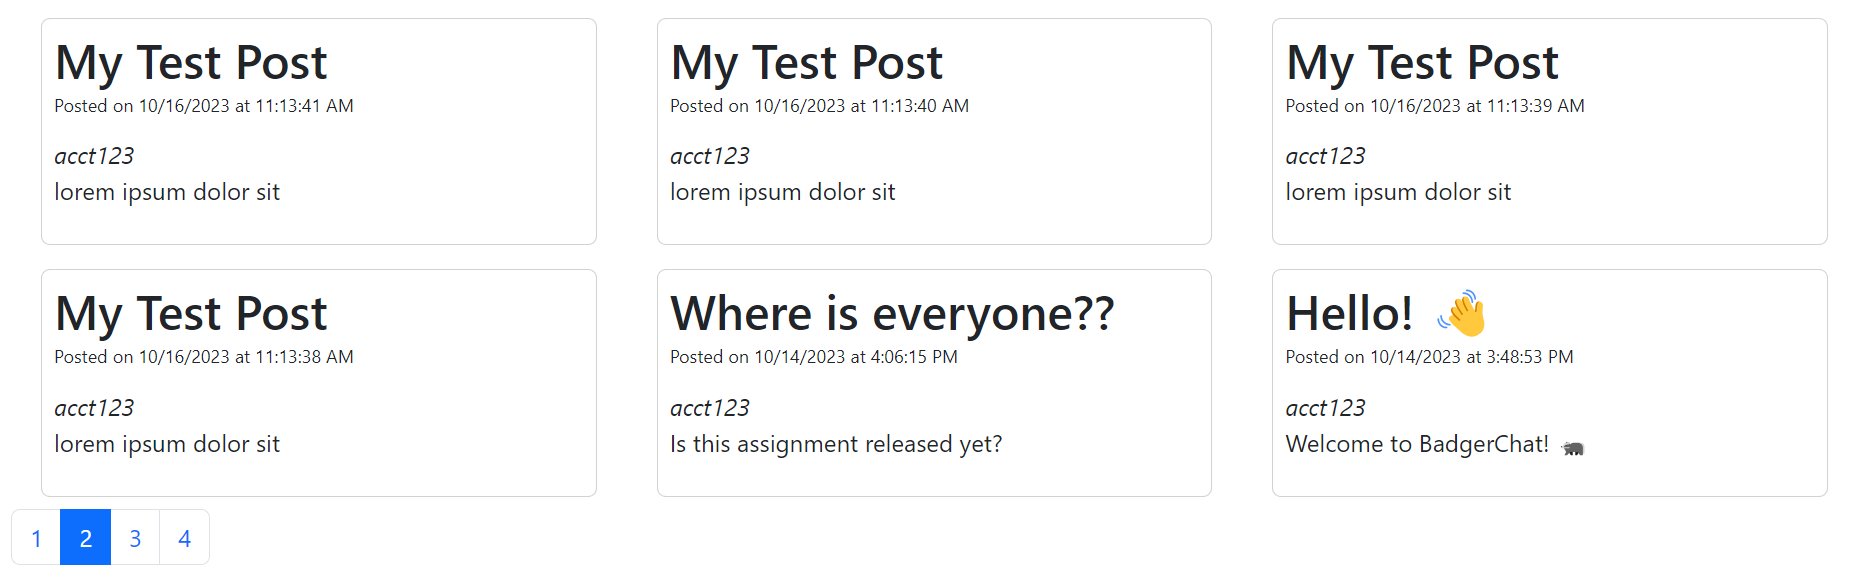 My Test Post
Posted on 10/16/2023 at 11:13:41 AM
acct123
lorem ipsum dolor sit
My Test Post
Posted on 10/16/2023 at 11:13:40 AM
acct123
lorem ipsum dolor sit
My Test Post
Posted on 10/16/2023 at 11:13:39 AM
acct123
lorem ipsum dolor sit
My Test Post
Posted on 10/16/2023 at 11:13:38 AM
acct123
lorem ipsum dolor sit
Where is everyone??
Posted on 10/14/2023 at 4:06:15 PM
acct123
Is this assignment released yet?
Hello! 👋
Posted on 10/14/2023 at 3:48:53 PM
acct123
Welcome to BadgerChat! 🦡
1 2 3 4